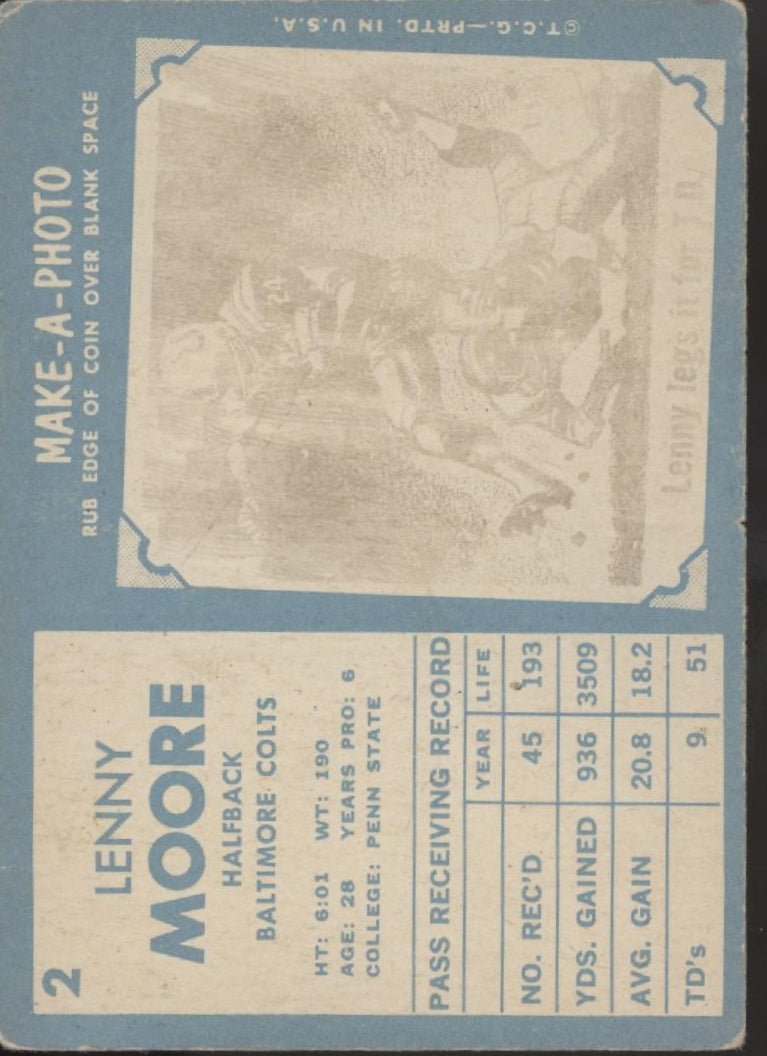 2
LENNY
MOORE
HALFBACK
BALTIMORE COLTS
HT: 6:01 WT: 190
AGE: 28 YEARS PRO: 6
COLLEGE: PENN STATE
PASS RECEIVING RECORD
YEAR LIFE
NO. REC'D 45 193
YDS. GAINED 936 3509
AVG. GAIN 20.8 18.2
TD's 9 51
MAKE-A-PHOTO
RUB EDGE OF COIN OVER BLANK SPACE
24
Lenny legs it for T D
© T.C.G.—PRTD. IN U.S.A.